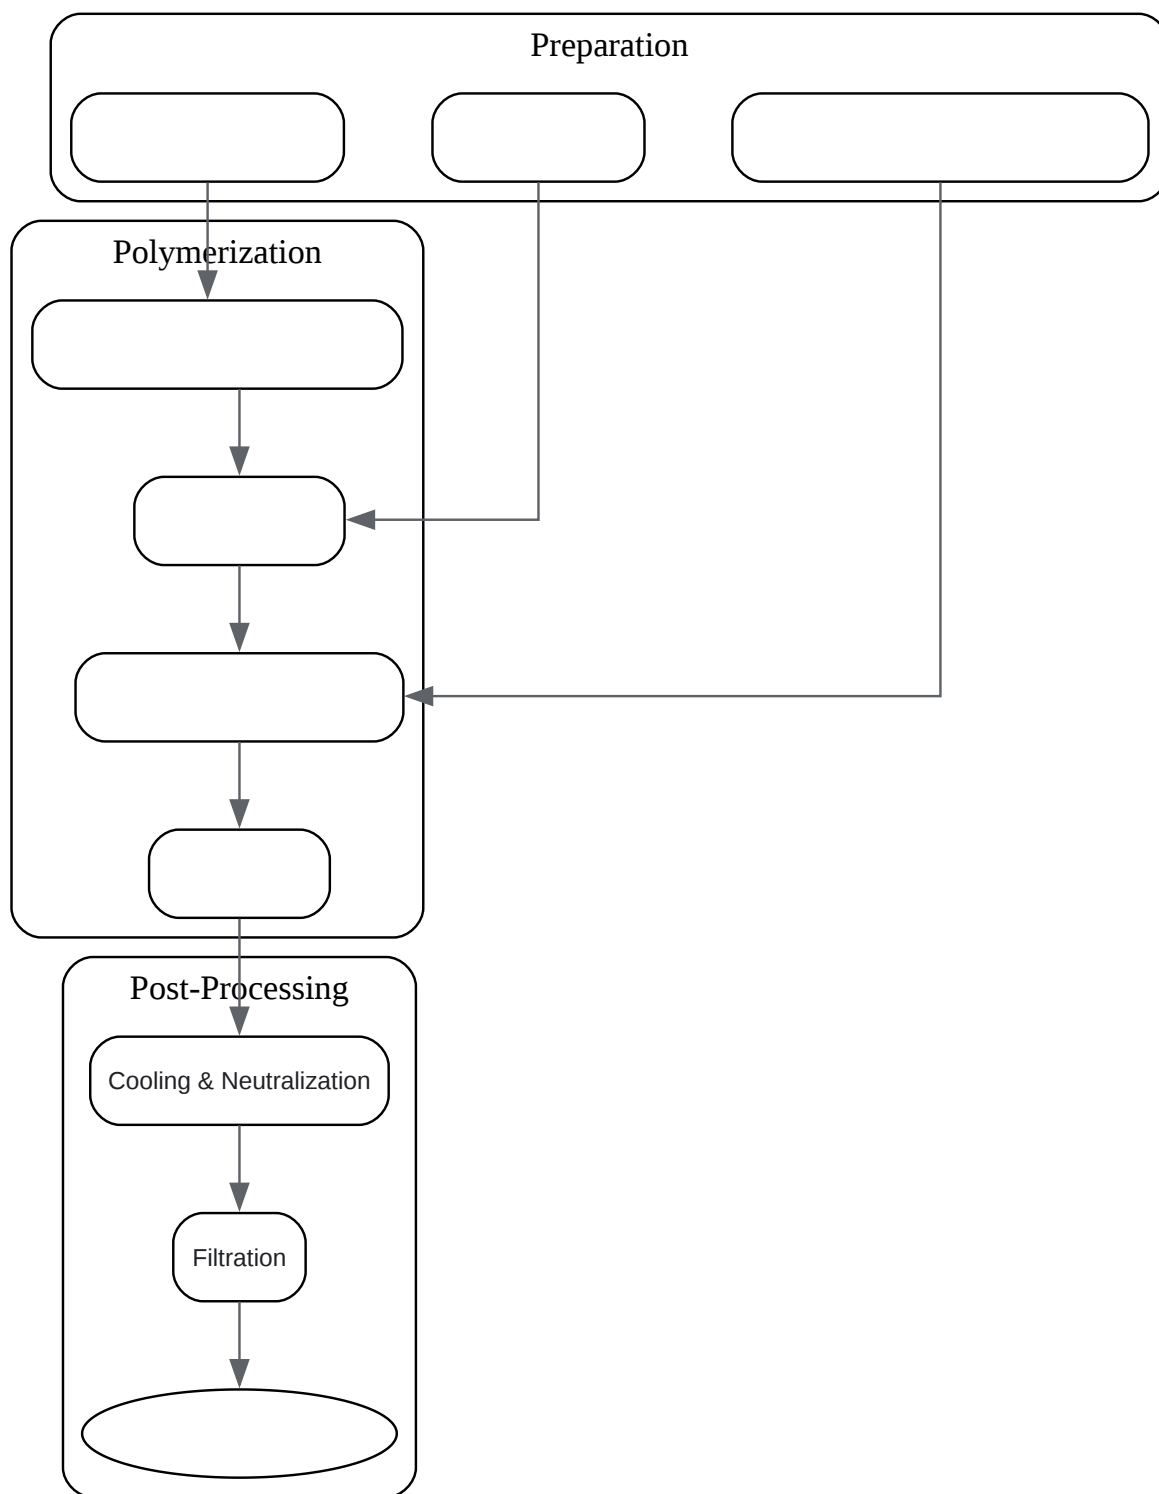 Preparation
Polymerization
Post-Processing
Cooling & Neutralization
Filtration